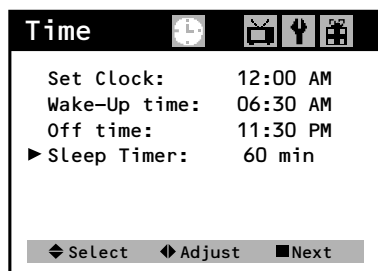 Time
Set Clock: 12:00 AM
Wake-Up time: 06:30 AM
Off time: 11:30 PM
Sleep Timer: 60 min
Select Adjust Next